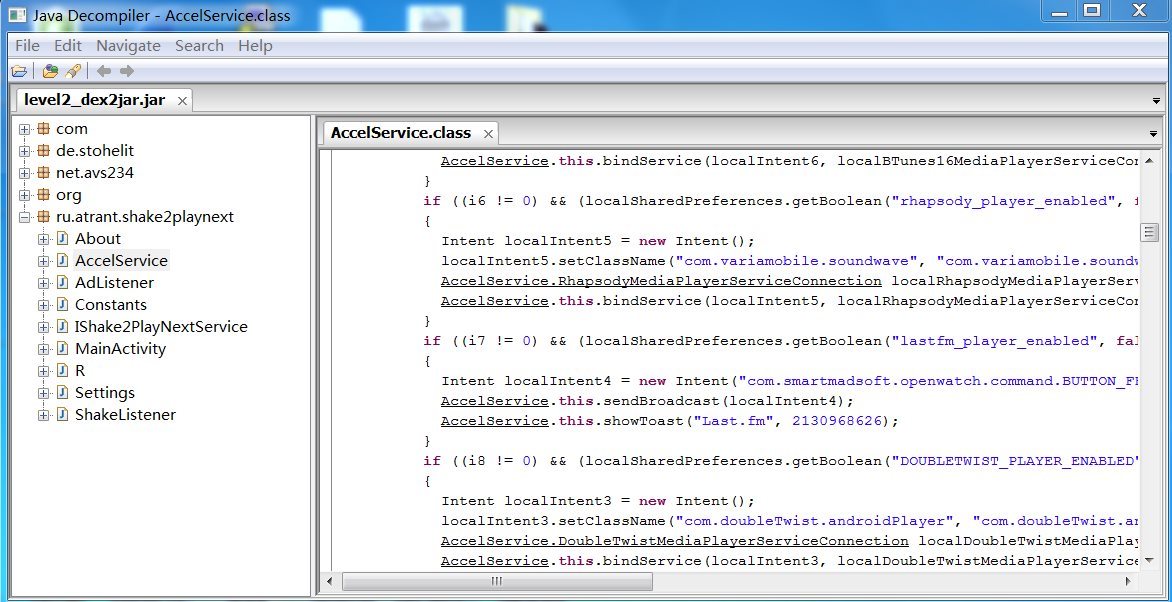 Java Decompiler - AccelService.class
File Edit Navigate Search Help
level2_dex2jar.jar
com
de.stohelit
net.avs234
org
ru.atrant.shake2playnext
About
AccelService
AdListener
Constants
IShake2PlayNextService
MainActivity
R
Settings
ShakeListener
AccelService.class
AccelService.this.bindService(localIntent6, localBTunes16MediaPlayerServiceCon
}
if ((i6 != 0) && (localSharedPreferences.getBoolean("rhapsody_player_enabled", f
{
Intent localIntent5 = new Intent();
localIntent5.setClassName("com.variamobile.soundwave", "com.variamobile.soundw
AccelService.RhapsodyMediaPlayerServiceConnection localRhapsodyMediaPlayerServ
AccelService.this.bindService(localIntent5, localRhapsodyMediaPlayerServiceCon
}
if ((i7 != 0) && (localSharedPreferences.getBoolean("lastfm_player_enabled", fal
{
Intent localIntent4 = new Intent("com.smartmadsoft.openwatch.command.BUTTON_FF
AccelService.this.sendBroadcast(localIntent4);
AccelService.this.showToast("Last.fm", 2130968626);
}
if ((i8 != 0) && (localSharedPreferences.getBoolean("DOUBLETWIST_PLAYER_ENABLED"
{
Intent localIntent3 = new Intent();
localIntent3.setClassName("com.doubleTwist.androidPlayer", "com.doubleTwist.an
AccelService.DoubleTwistMediaPlayerServiceConnection localDoubleTwistMediaPlay
AccelService.this.bindService(localIntent3, localDoubleTwistMediaPlayerService